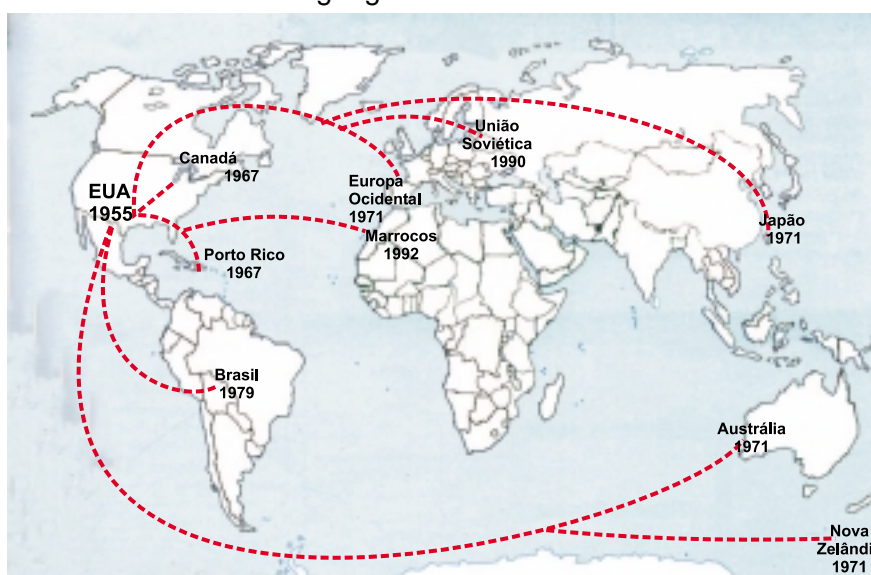 União
Soviética
1990
Canadá
1967
EUA
1955
Europa
Ocidental
1971
Marrocos
1992
Japão
1971
Porto Rico
1967
Brasil
1979
Austrália
1971
Nova
Zelândi
1971